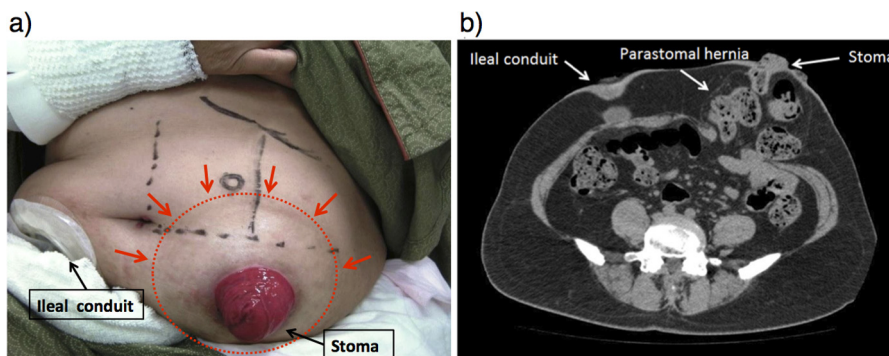 a)
b)
Ileal conduit
Parastomal hernia
Stoma
Ileal conduit
Stoma